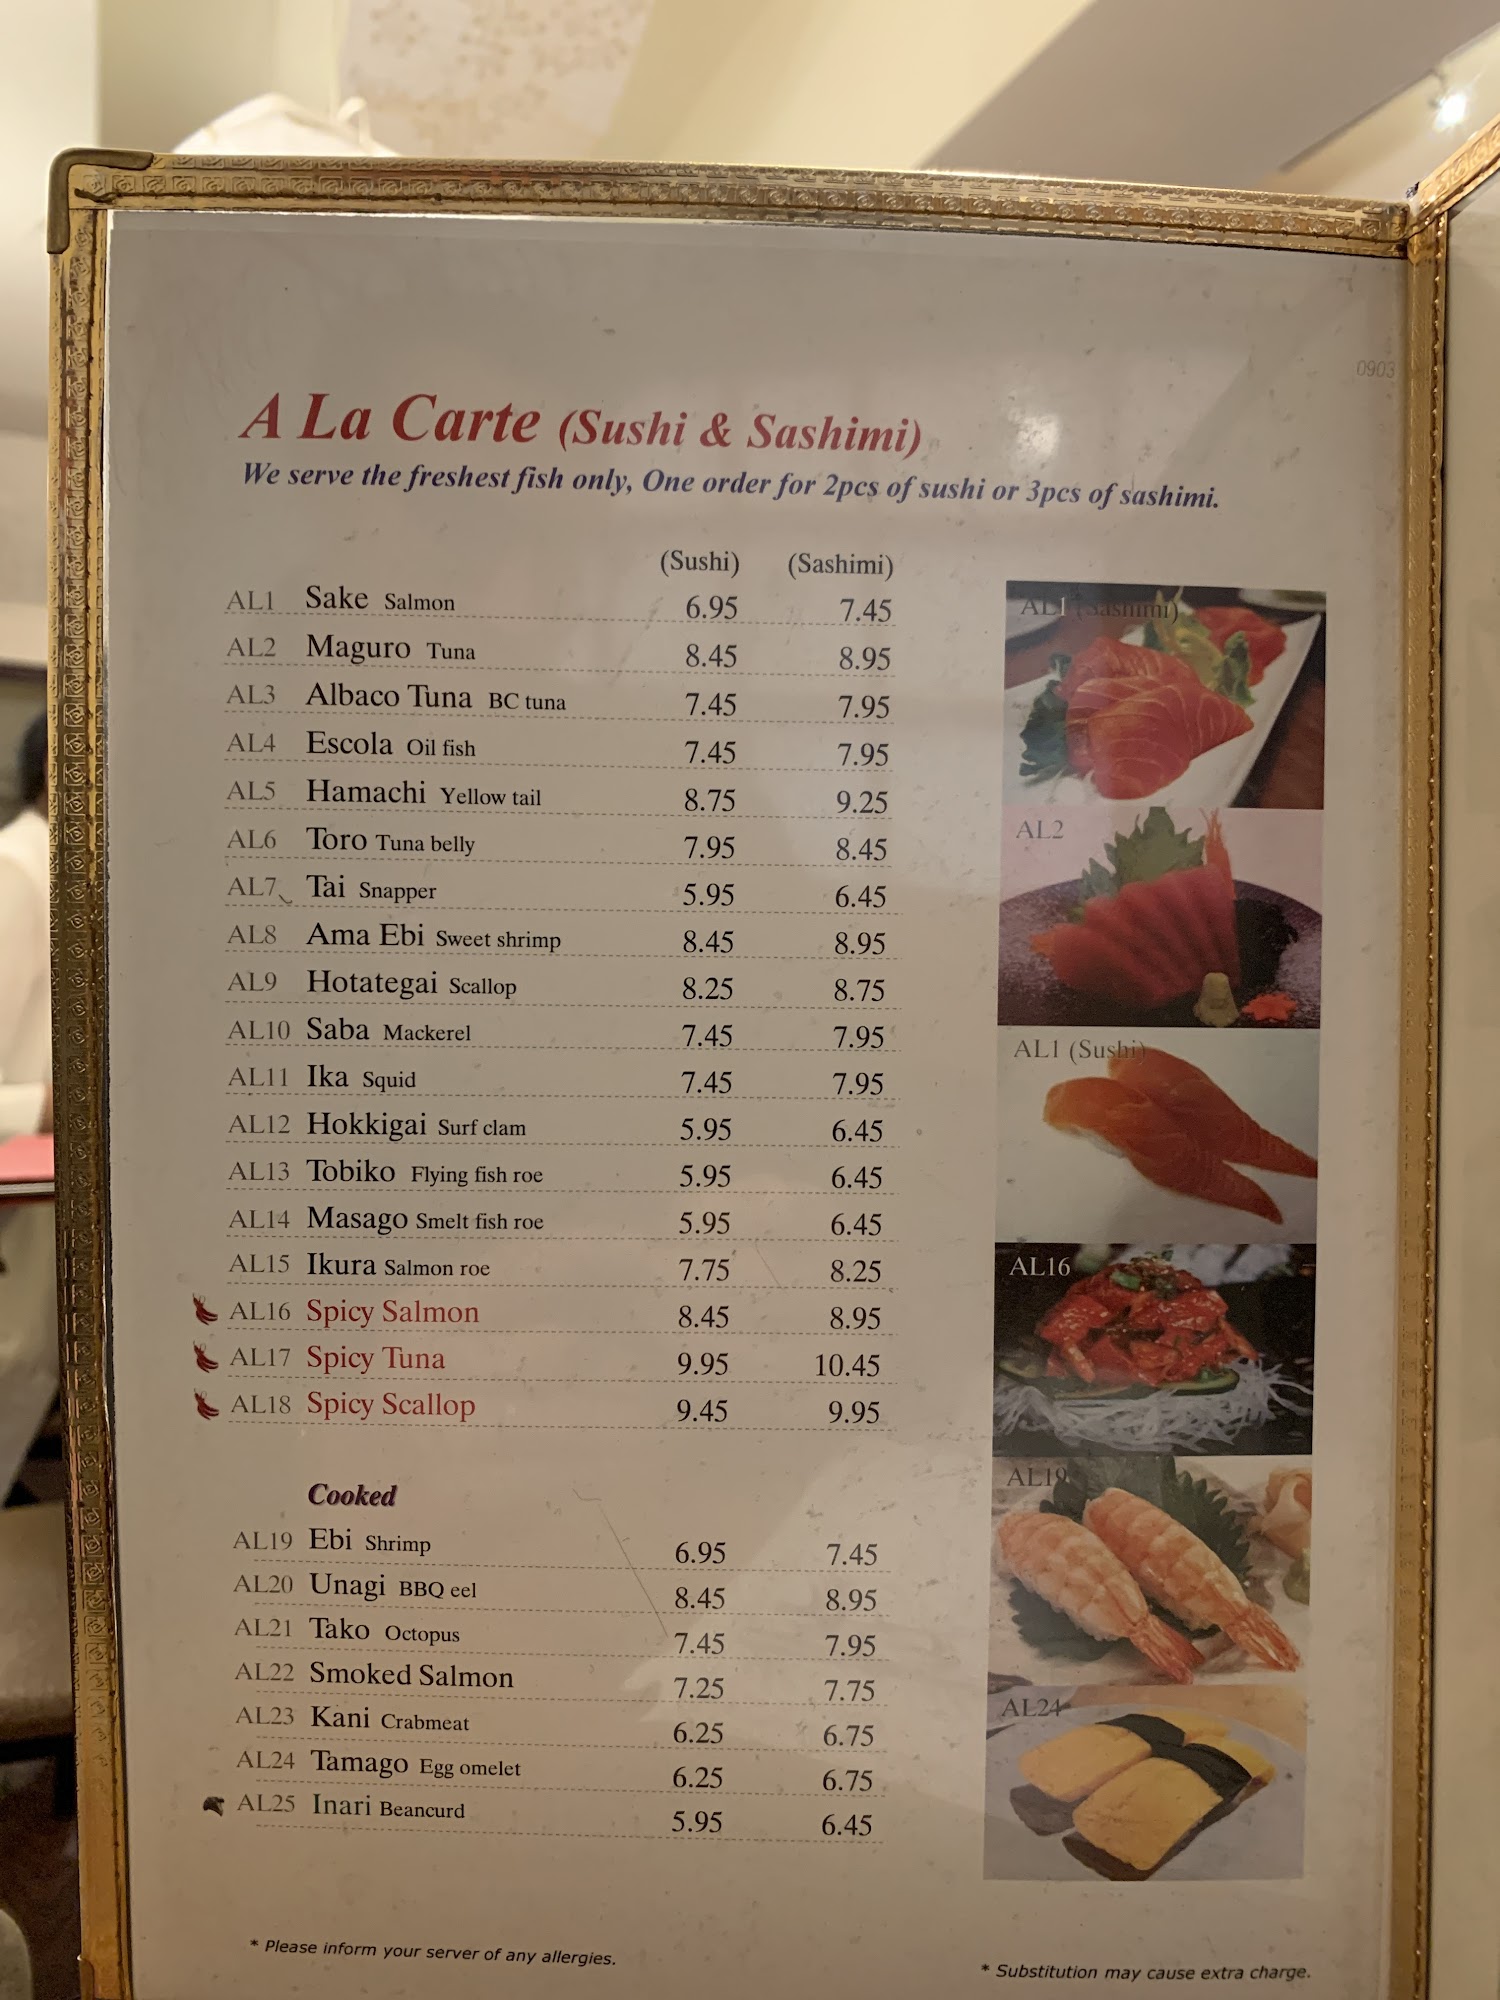 0903
A La Carte (Sushi & Sashimi)
We serve the freshest fish only, One order for 2pcs of sushi or 3pcs of sashimi.
(Sushi) (Sashimi)
AL1 Sake Salmon 6.95 7.45
AL2 Maguro Tuna 8.45 8.95
AL3 Albaco Tuna BC tuna 7.45 7.95
AL4 Escola Oil fish 7.45 7.95
AL5 Hamachi Yellow tail 8.75 9.25
AL6 Toro Tuna belly 7.95 8.45
AL7 Tai Snapper 5.95 6.45
AL8 Ama Ebi Sweet shrimp 8.45 8.95
AL9 Hotategai Scallop 8.25 8.75
AL10 Saba Mackerel 7.45 7.95
AL11 Ika Squid 7.45 7.95
AL12 Hokkigai Surf clam 5.95 6.45
AL13 Tobiko Flying fish roe 5.95 6.45
AL14 Masago Smelt fish roe 5.95 6.45
AL15 Ikura Salmon roe 7.75 8.25
AL16 Spicy Salmon 8.45 8.95
AL17 Spicy Tuna 9.95 10.45
AL18 Spicy Scallop 9.45 9.95
Cooked
AL19 Ebi Shrimp 6.95 7.45
AL20 Unagi BBQ eel 8.45 8.95
AL21 Tako Octopus 7.45 7.95
AL22 Smoked Salmon 7.25 7.75
AL23 Kani Crabmeat 6.25 6.75
AL24 Tamago Egg omelet 6.25 6.75
AL25 Inari Beancurd 5.95 6.45
AL1 (Sashimi)
AL2
AL1 (Sushi)
AL16
AL19
AL24
* Please inform your server of any allergies.
* Substitution may cause extra charge.